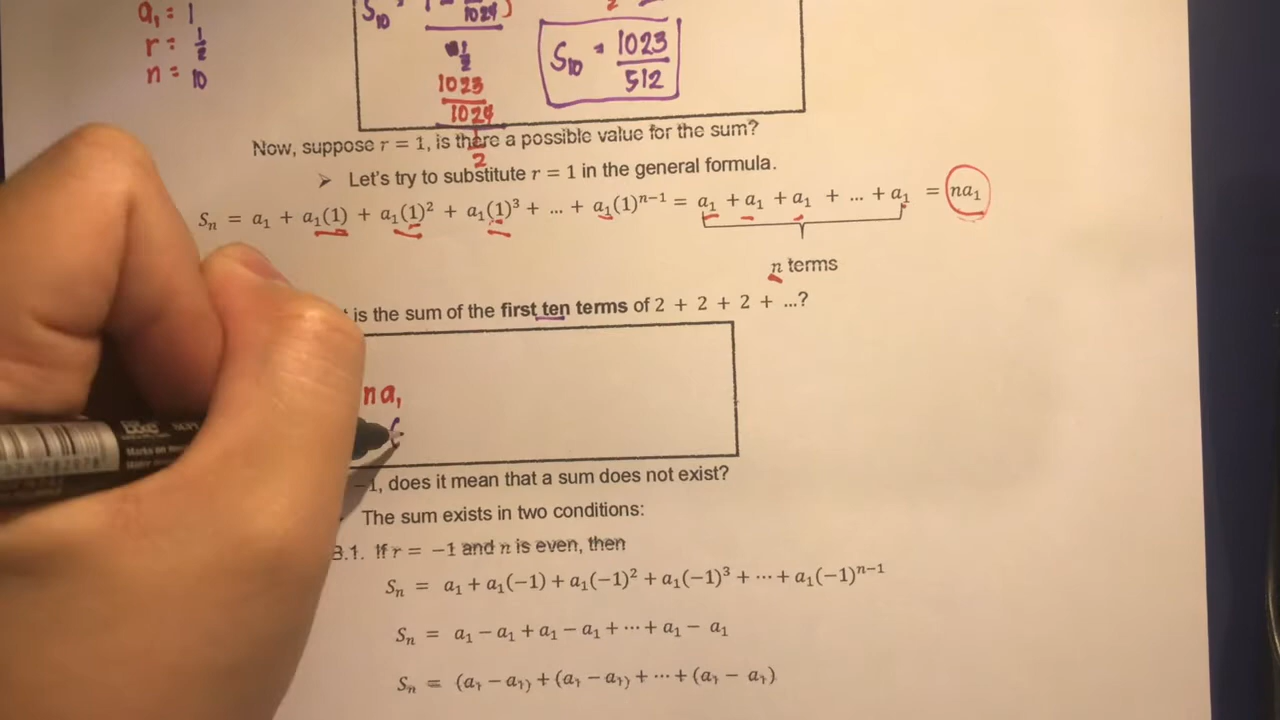 a₁ = 1
r = 1/2
n = 10
S₁₀
1024
1/2
1023
1024
2
S₁₀ = 1023/512
Now, suppose r = 1, is there a possible value for the sum?
➢ Let's try to substitute r = 1 in the general formula.
Sₙ = a₁ + a₁(1) + a₁(1)² + a₁(1)³ + ... + a₁(1)ⁿ⁻¹ = a₁ + a₁ + a₁ + ... + a₁ = na₁
n terms
is the sum of the first ten terms of 2 + 2 + 2 + ...?
na₁
−1, does it mean that a sum does not exist?
The sum exists in two conditions:
B.1. If r = −1 and n is even, then
Sₙ = a₁ + a₁(−1) + a₁(−1)² + a₁(−1)³ + ⋯ + a₁(−1)ⁿ⁻¹
Sₙ = a₁ − a₁ + a₁ − a₁ + ⋯ + a₁ − a₁
Sₙ = (a₁ − a₁) + (a₁ − a₁) + ⋯ + (a₁ − a₁)